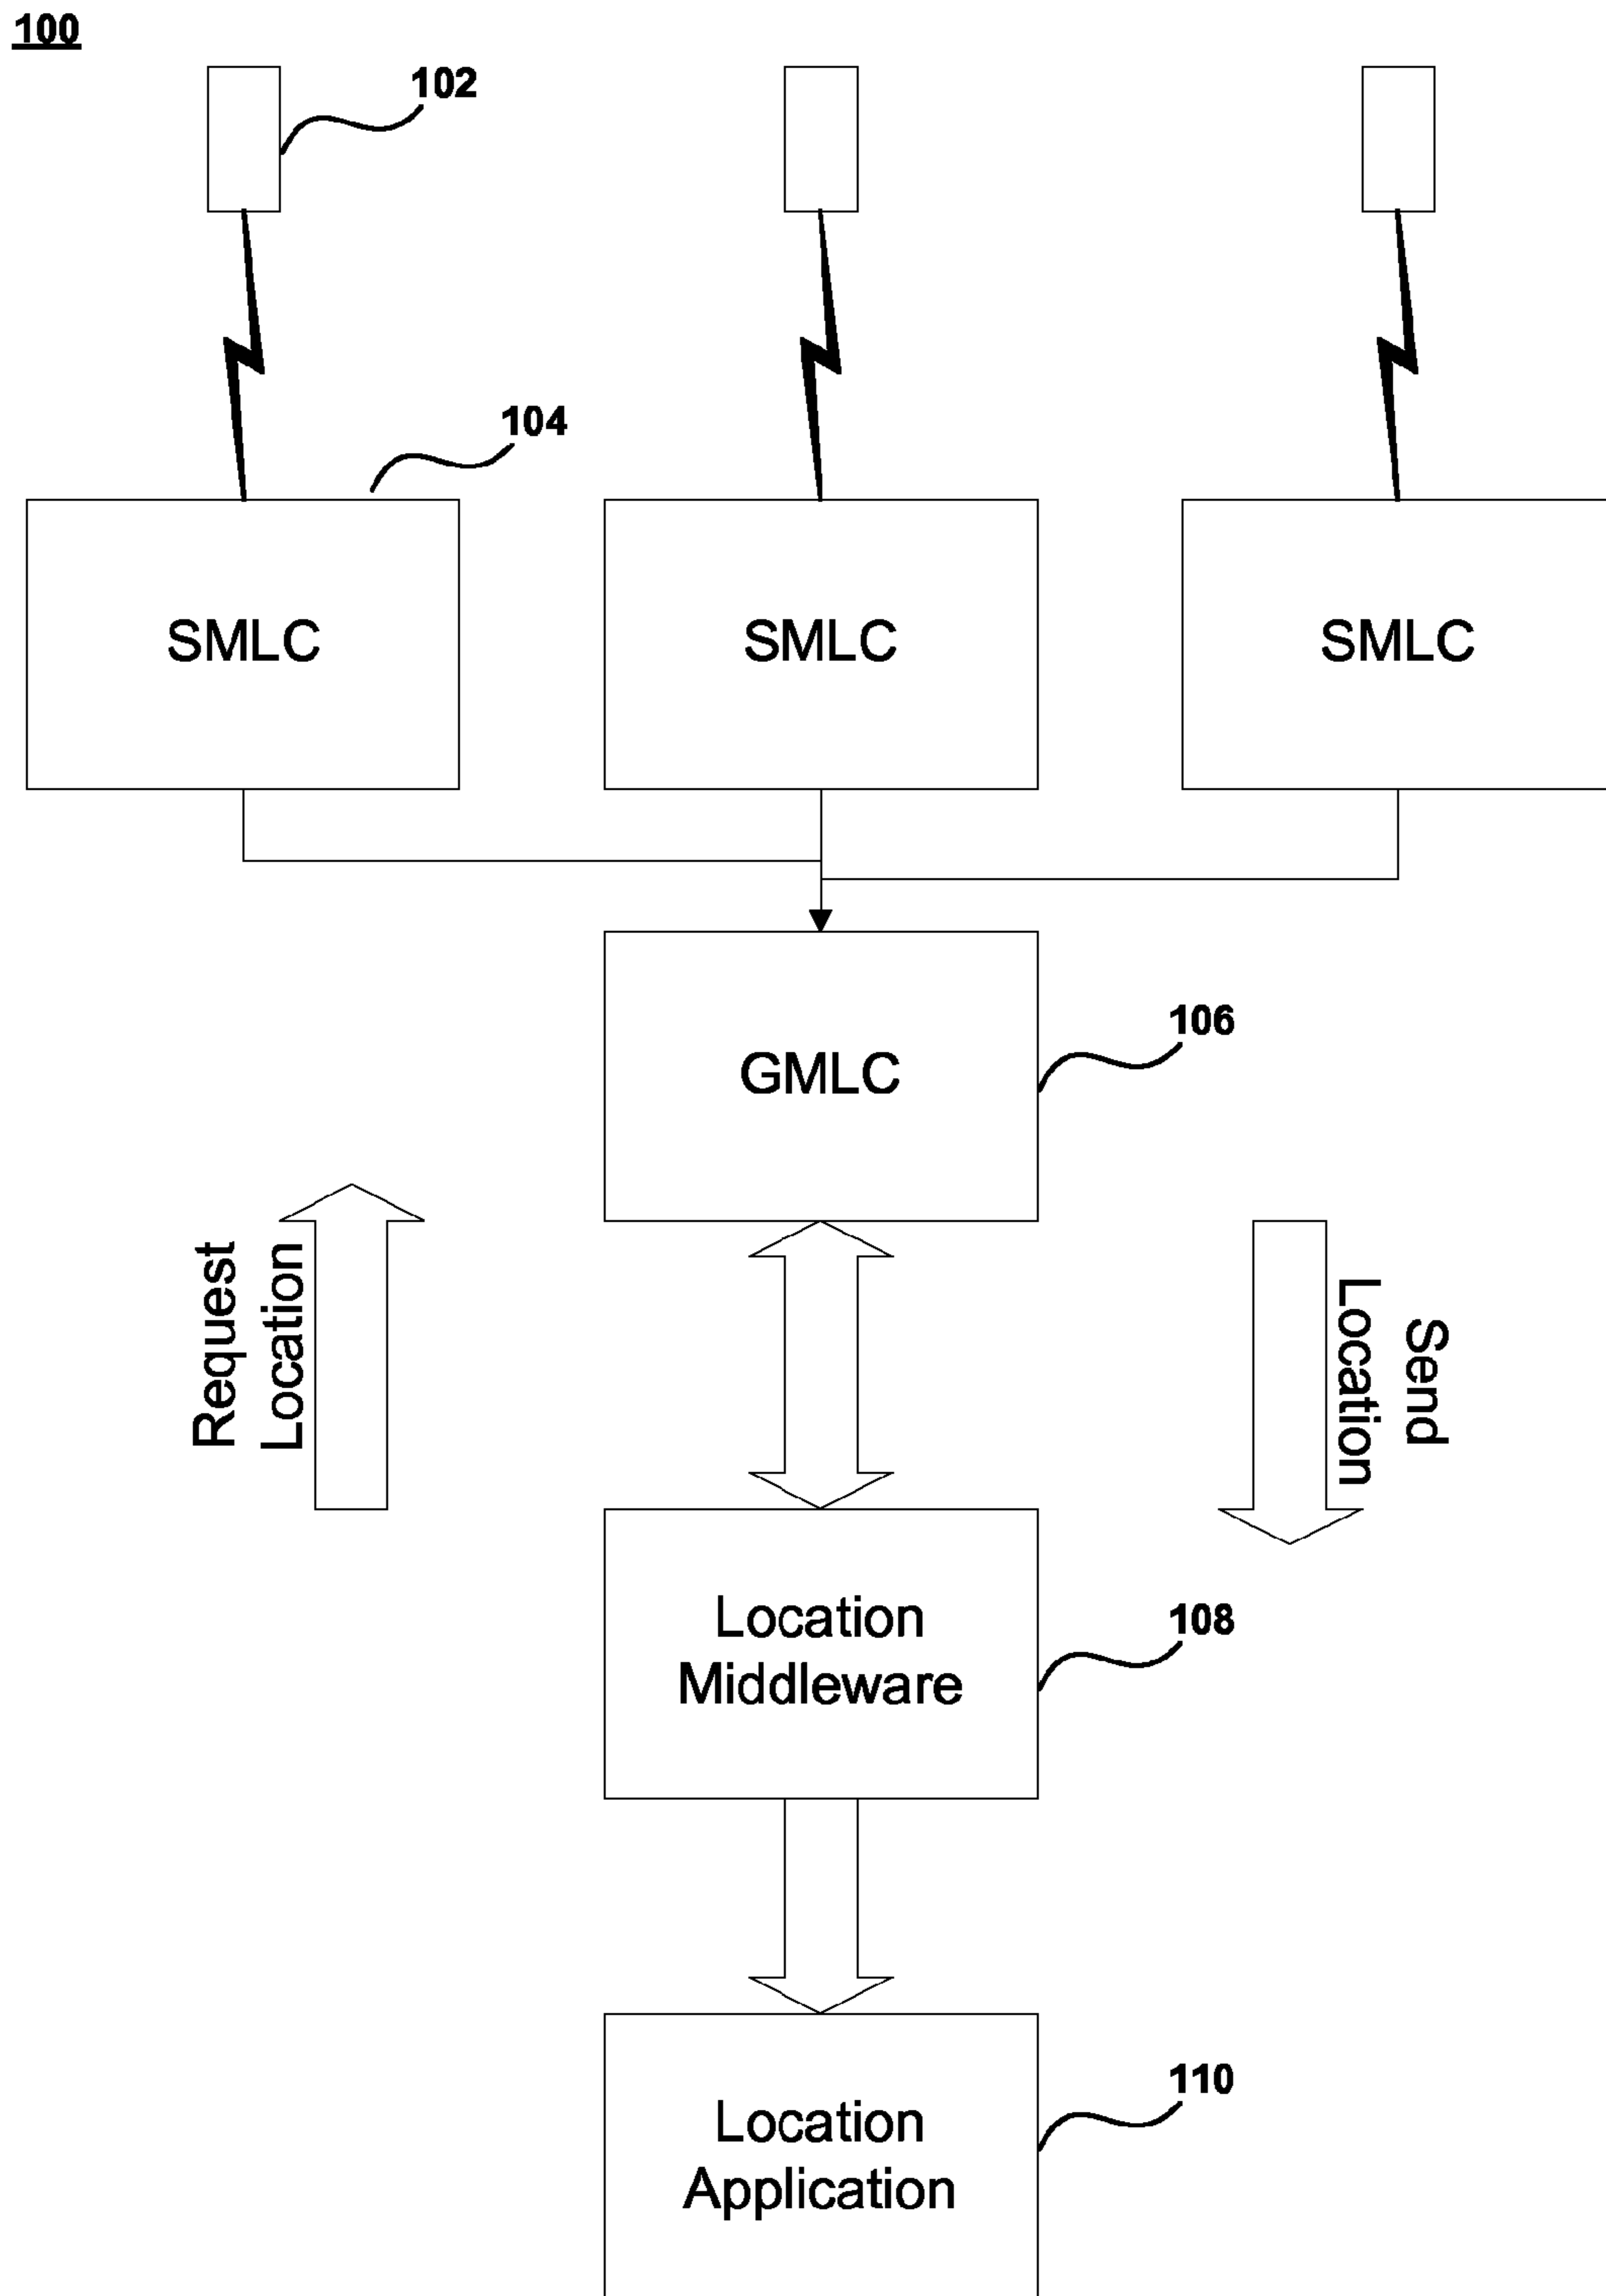 100
102
104
SMLC
SMLC
SMLC
GMLC
106
Request
Location
Send
Location
Location
Middleware
108
Location
Application
110